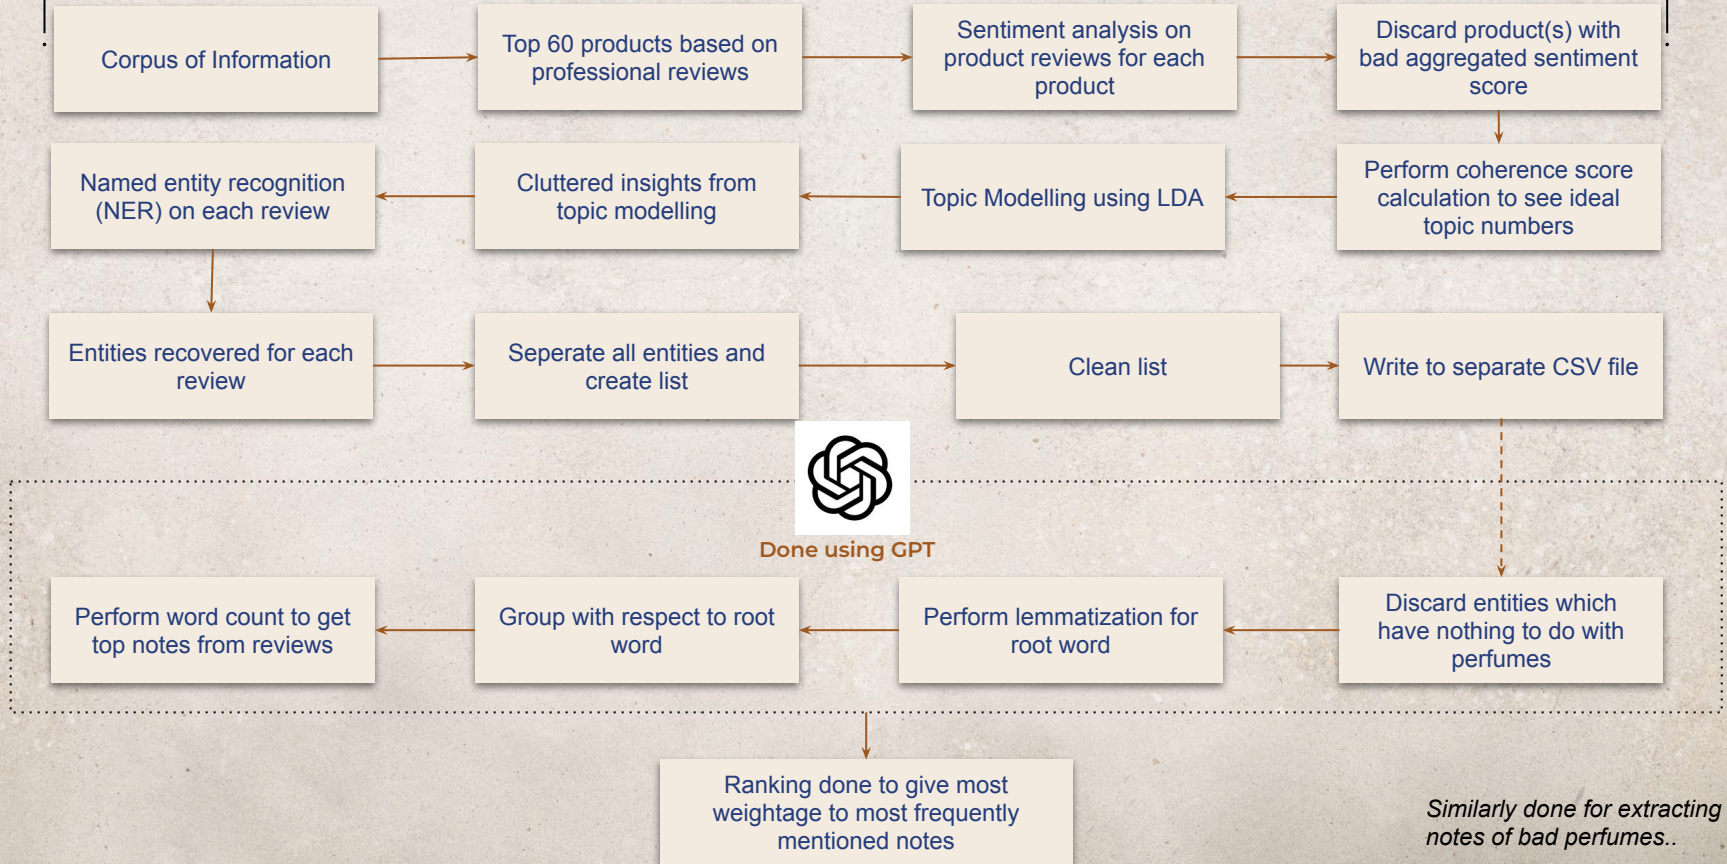 Corpus of Information
Top 60 products based on
professional reviews
Sentiment analysis on
product reviews for each
product
Discard product(s) with
bad aggregated sentiment
score
Perform coherence score
calculation to see ideal
topic numbers
Topic Modelling using LDA
Cluttered insights from
topic modelling
Named entity recognition
(NER) on each review
Entities recovered for each
review
Seperate all entities and
create list
Clean list
Write to separate CSV file
Done using GPT
Discard entities which
have nothing to do with
perfumes
Perform lemmatization for
root word
Group with respect to root
word
Perform word count to get
top notes from reviews
Ranking done to give most
weightage to most frequently
mentioned notes
Similarly done for extracting
notes of bad perfumes..